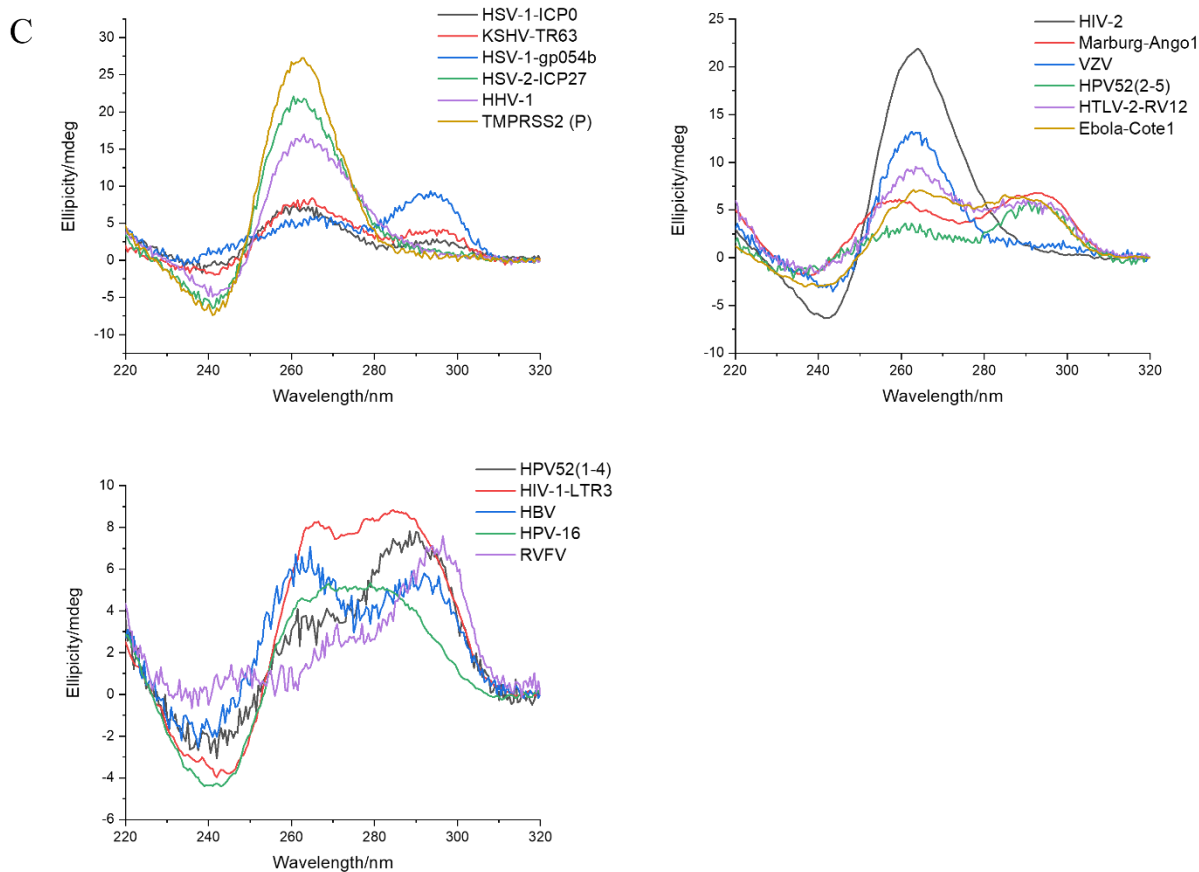 C
HSV-1-ICP0
KSHV-TR63
HSV-1-gp054b
HSV-2-ICP27
HHV-1
TMPRSS2 (P)
30
25
20
15
10
5
0
-5
-10
Ellipicity/mdeg
220 240 260 280 300 320
Wavelength/nm
HIV-2
Marburg-Ango1
VZV
HPV52(2-5)
HTLV-2-RV12
Ebola-Cote1
25
20
15
10
5
0
-5
-10
Ellipicity/mdeg
220 240 260 280 300 320
Wavelength/nm
HPV52(1-4)
HIV-1-LTR3
HBV
HPV-16
RVFV
10
8
6
4
2
0
-2
-4
-6
Ellipicity/mdeg
220 240 260 280 300 320
Wavelength/nm